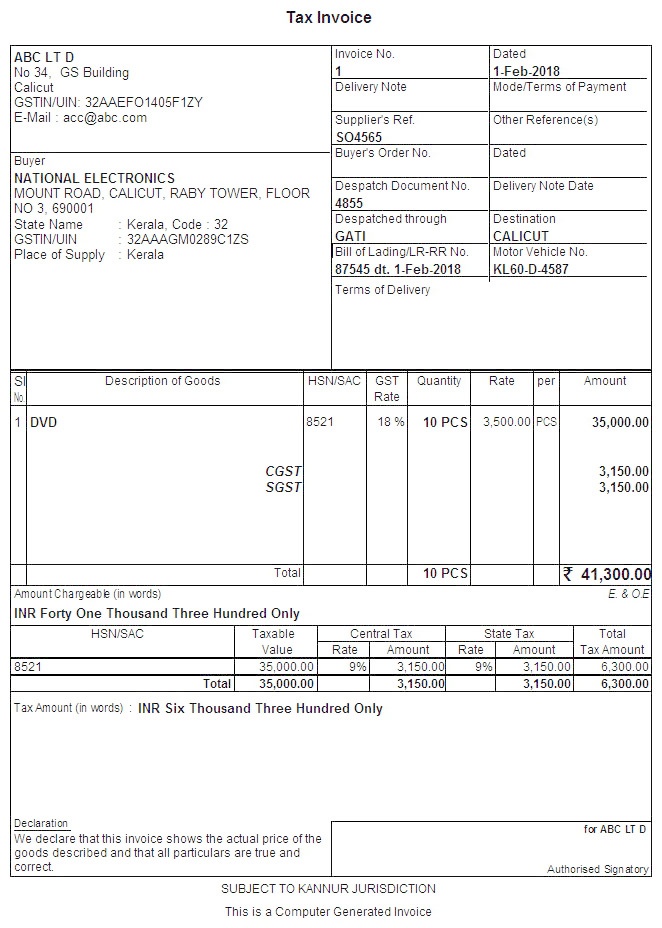 Tax Invoice
ABC LT D
No 34, GS Building
Calicut
GSTIN/UIN: 32AAEFO1405F1ZY
E-Mail : acc@abc.com
Invoice No.
1
Dated
1-Feb-2018
Delivery Note
Mode/Terms of Payment
Supplier's Ref.
SO4565
Other Reference(s)
Buyer
NATIONAL ELECTRONICS
MOUNT ROAD, CALICUT, RABY TOWER, FLOOR
NO 3, 690001
State Name : Kerala, Code : 32
GSTIN/UIN : 32AAAGM0289C1ZS
Place of Supply : Kerala
Buyer's Order No.
Dated
Despatch Document No.
4855
Delivery Note Date
Despatched through
GATI
Destination
CALICUT
Bill of Lading/LR-RR No.
87545 dt. 1-Feb-2018
Motor Vehicle No.
KL60-D-4587
Terms of Delivery
Sl No. Description of Goods HSN/SAC GST Rate Quantity Rate per Amount
1 DVD 8521 18 % 10 PCS 3,500.00 PCS 35,000.00
CGST 3,150.00
SGST 3,150.00
Total 10 PCS ₹ 41,300.00
Amount Chargeable (in words) E. & O.E
INR Forty One Thousand Three Hundred Only
HSN/SAC Taxable Value Central Tax Rate Amount State Tax Rate Amount Total Tax Amount
8521 35,000.00 9% 3,150.00 9% 3,150.00 6,300.00
Total 35,000.00 3,150.00 3,150.00 6,300.00
Tax Amount (in words) : INR Six Thousand Three Hundred Only
Declaration
We declare that this invoice shows the actual price of the
goods described and that all particulars are true and
correct.
for ABC LT D
Authorised Signatory
SUBJECT TO KANNUR JURISDICTION
This is a Computer Generated Invoice